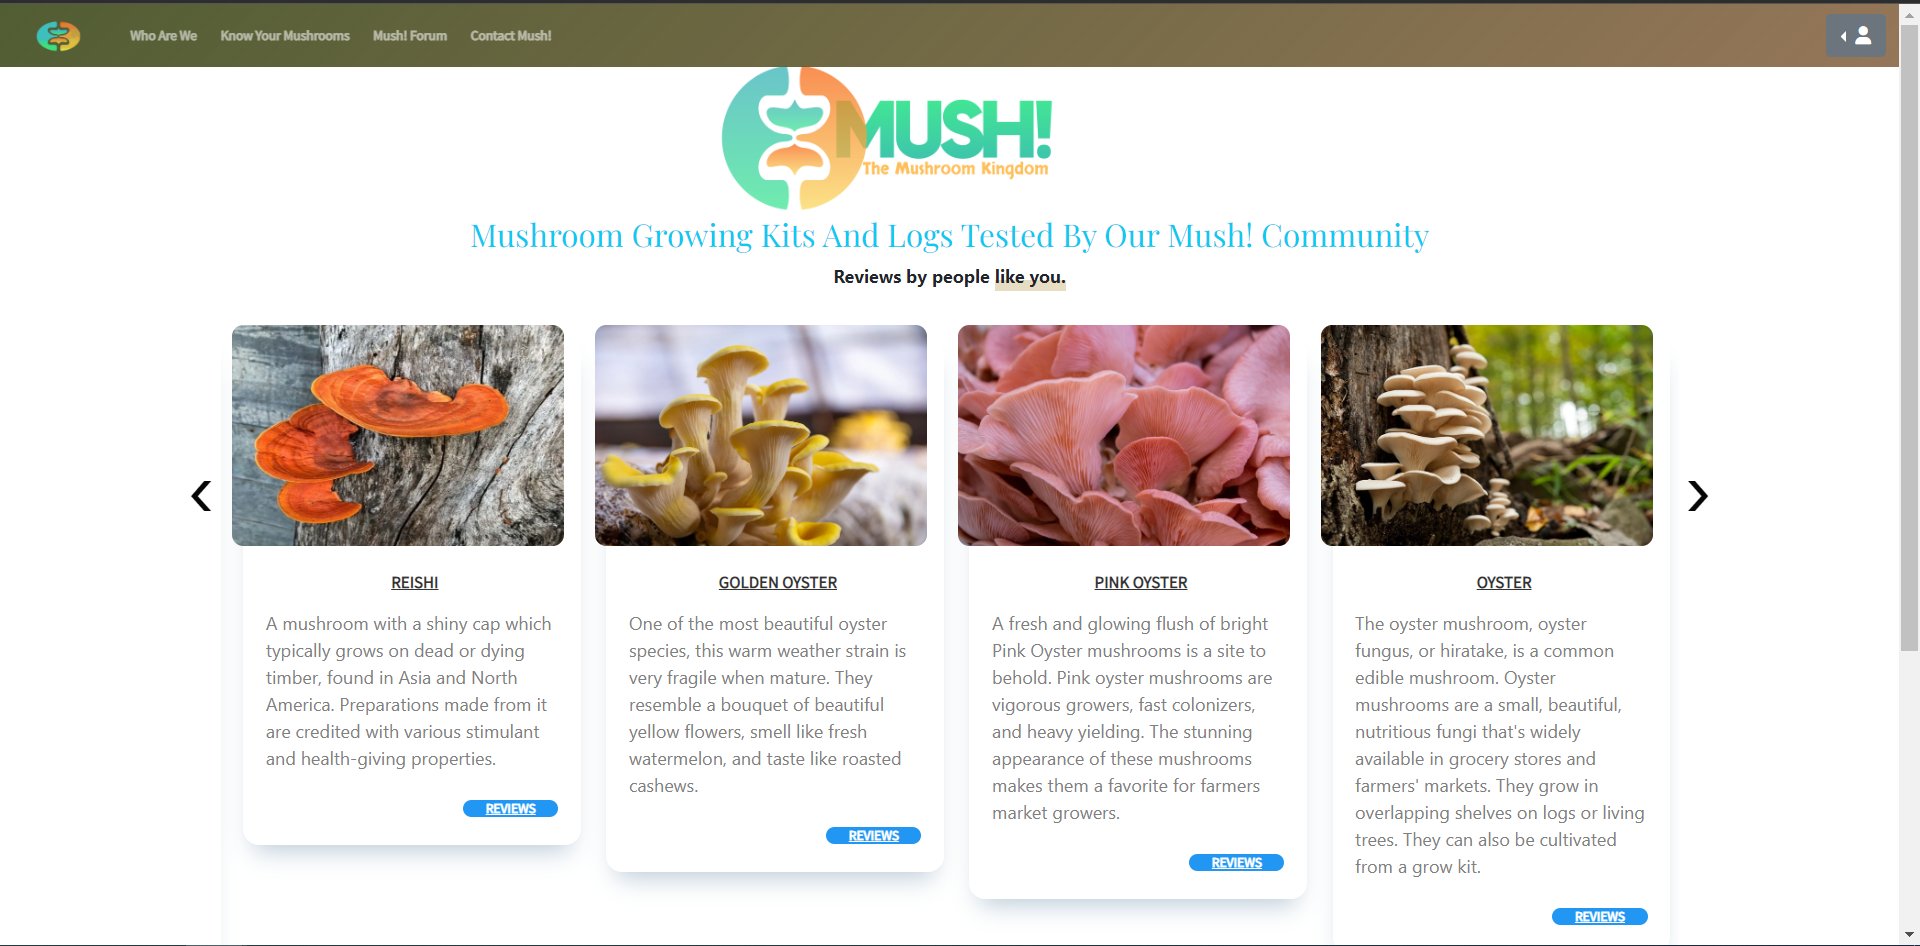 Who Are We Know Your Mushrooms Mush! Forum Contact Mush!
MUSH!
The Mushroom Kingdom
Mushroom Growing Kits And Logs Tested By Our Mush! Community
Reviews by people like you.
REISHI
A mushroom with a shiny cap which
typically grows on dead or dying
timber, found in Asia and North
America. Preparations made from it
are credited with various stimulant
and health-giving properties.
REVIEWS
GOLDEN OYSTER
One of the most beautiful oyster
species, this warm weather strain is
very fragile when mature. They
resemble a bouquet of beautiful
yellow flowers, smell like fresh
watermelon, and taste like roasted
cashews.
REVIEWS
PINK OYSTER
A fresh and glowing flush of bright
Pink Oyster mushrooms is a site to
behold. Pink oyster mushrooms are
vigorous growers, fast colonizers,
and heavy yielding. The stunning
appearance of these mushrooms
makes them a favorite for farmers
market growers.
REVIEWS
OYSTER
The oyster mushroom, oyster
fungus, or hiratake, is a common
edible mushroom. Oyster
mushrooms are a small, beautiful,
nutritious fungi that's widely
available in grocery stores and
farmers' markets. They grow in
overlapping shelves on logs or living
trees. They can also be cultivated
from a grow kit.
REVIEWS